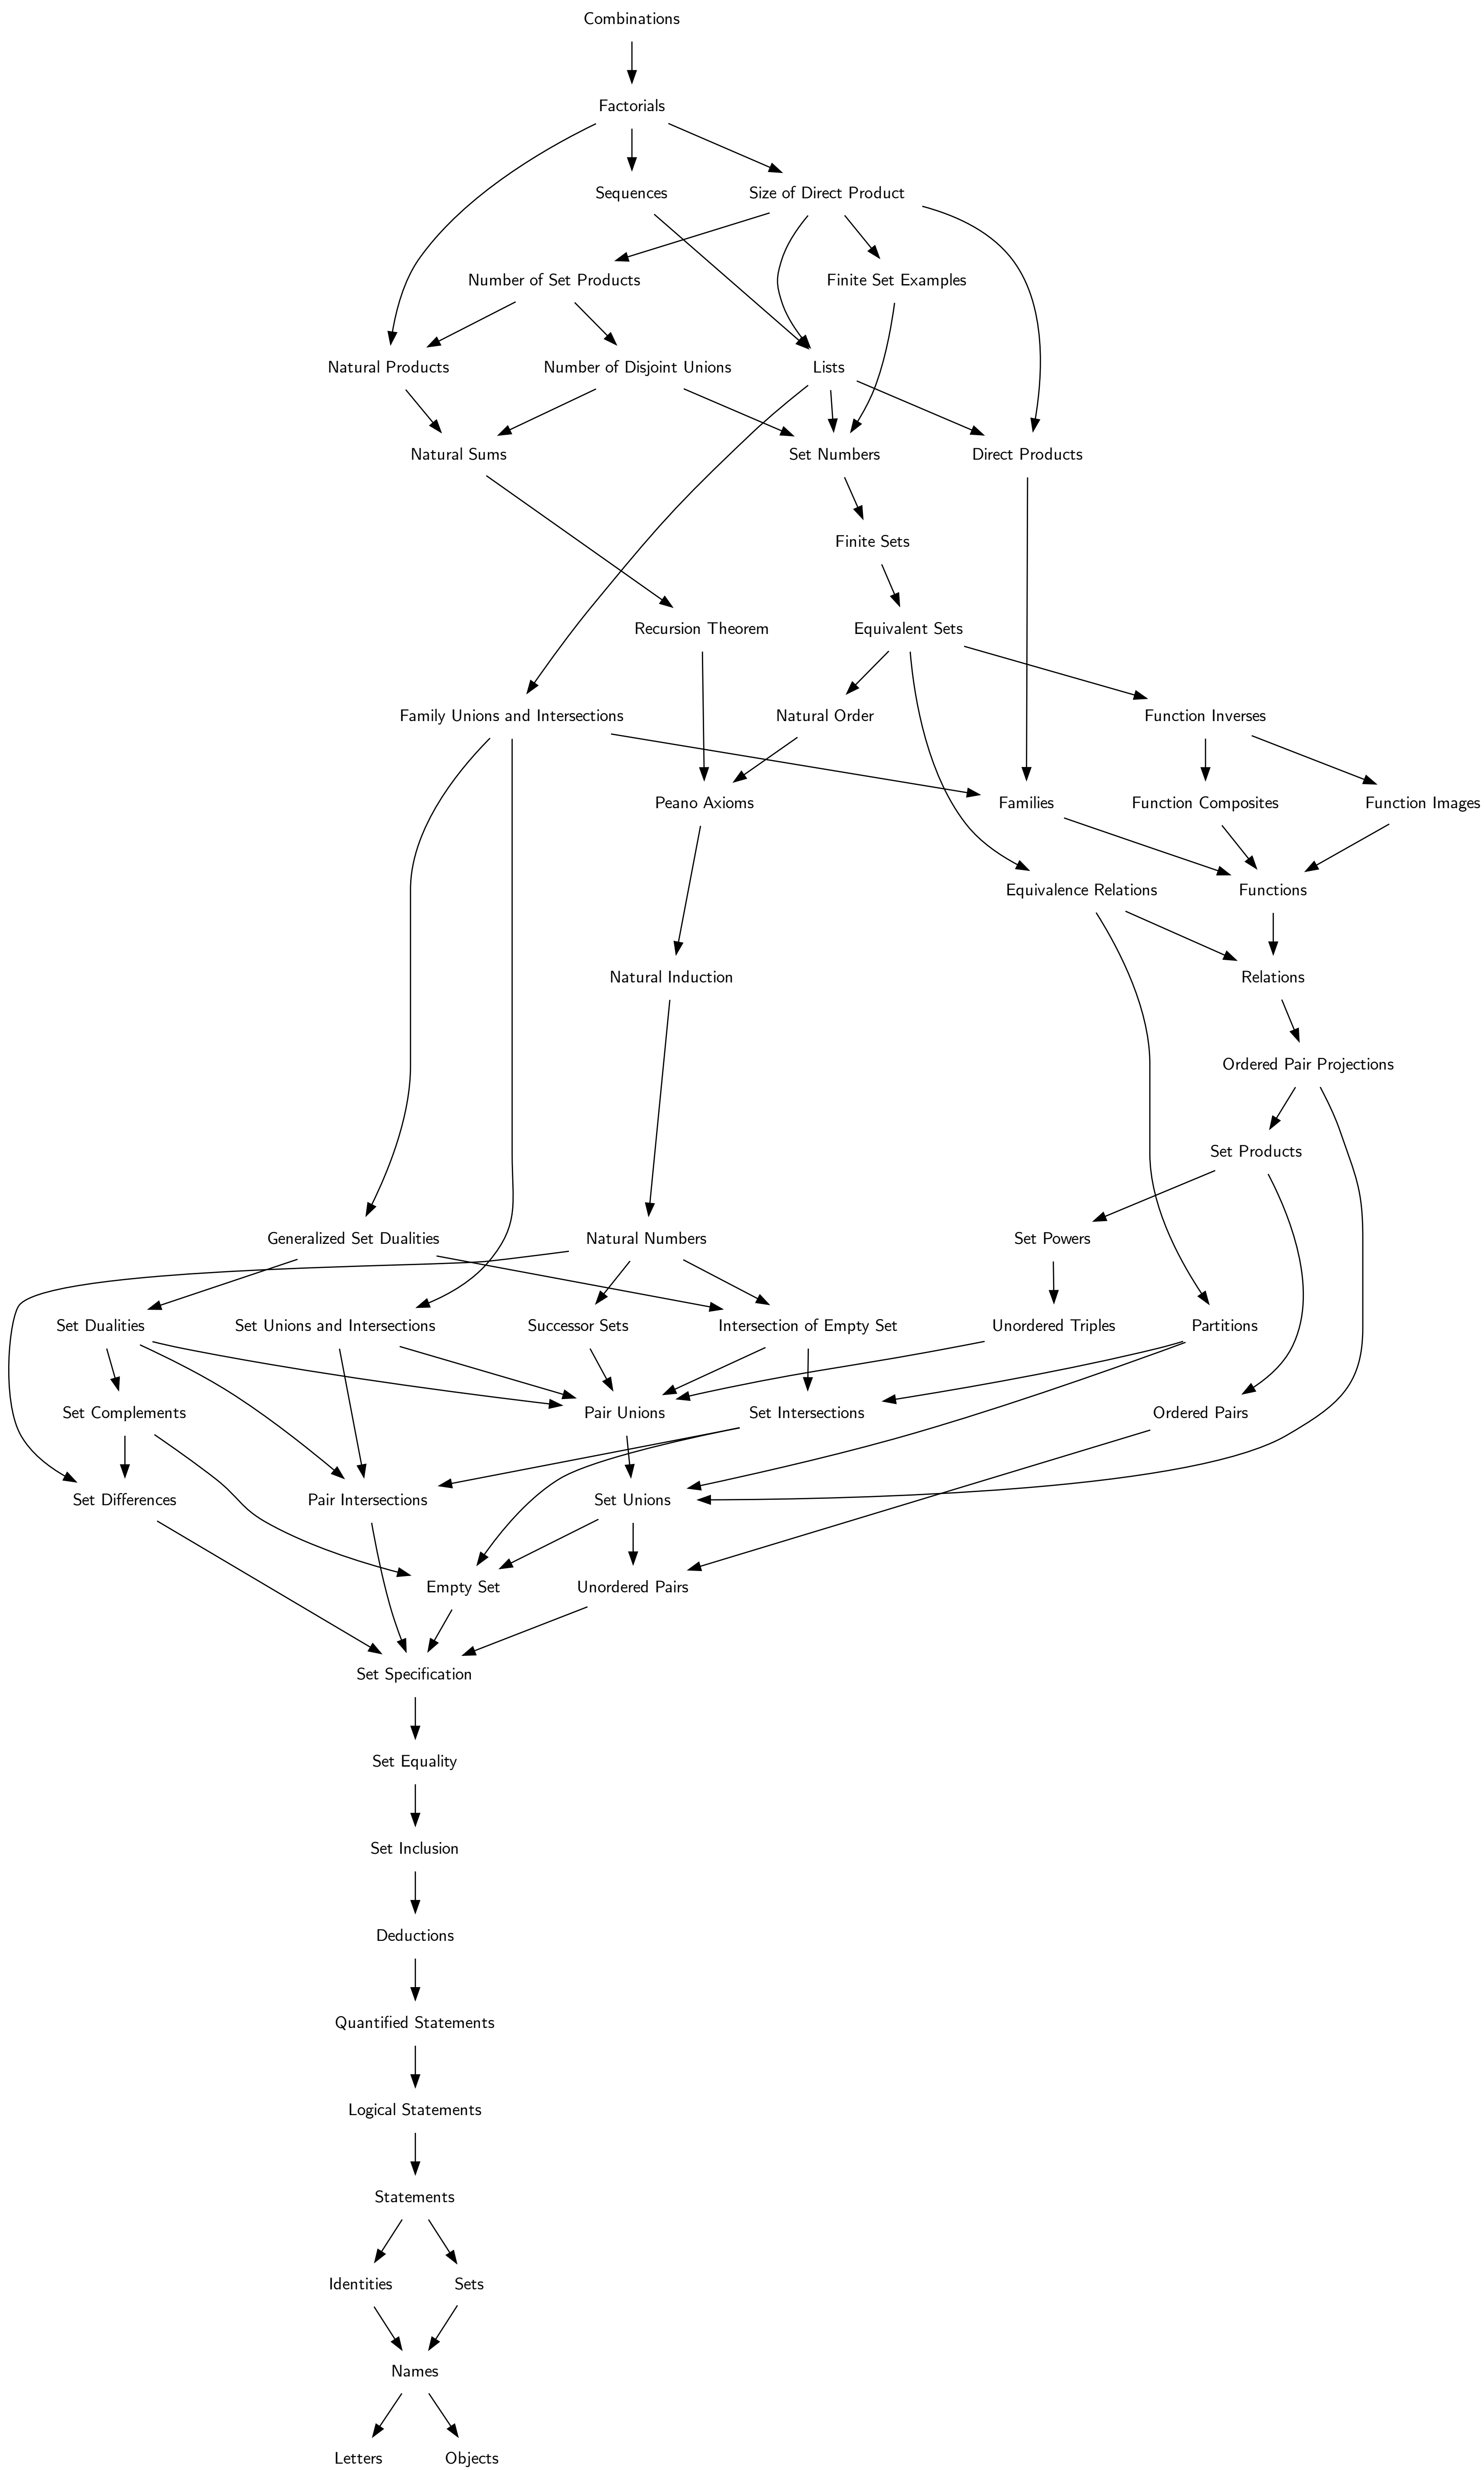 Combinations
Factorials
Sequences
Size of Direct Product
Number of Set Products
Finite Set Examples
Natural Products
Number of Disjoint Unions
Lists
Natural Sums
Set Numbers
Direct Products
Finite Sets
Recursion Theorem
Equivalent Sets
Family Unions and Intersections
Natural Order
Function Inverses
Peano Axioms
Families
Function Composites
Function Images
Equivalence Relations
Functions
Natural Induction
Relations
Ordered Pair Projections
Set Products
Generalized Set Dualities
Natural Numbers
Set Powers
Set Dualities
Set Unions and Intersections
Successor Sets
Intersection of Empty Set
Unordered Triples
Partitions
Set Complements
Pair Unions
Set Intersections
Ordered Pairs
Set Differences
Pair Intersections
Set Unions
Empty Set
Unordered Pairs
Set Specification
Set Equality
Set Inclusion
Deductions
Quantified Statements
Logical Statements
Statements
Identities
Sets
Names
Letters
Objects